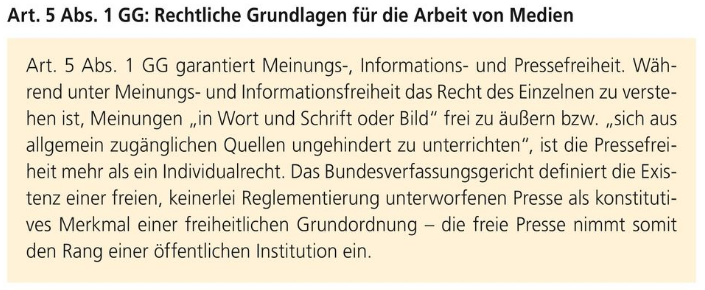 Art. 5 Abs. 1 GG: Rechtliche Grundlagen für die Arbeit von Medien
Art. 5 Abs. 1 GG garantiert Meinungs-, Informations- und Pressefreiheit. Wäh-
rend unter Meinungs- und Informationsfreiheit das Recht des Einzelnen zu verste-
hen ist, Meinungen „in Wort und Schrift oder Bild“ frei zu äußern bzw. „sich aus
allgemein zugänglichen Quellen ungehindert zu unterrichten“, ist die Pressefrei-
heit mehr als ein Individualrecht. Das Bundesverfassungsgericht definiert die Exis-
tenz einer freien, keinerlei Reglementierung unterworfenen Presse als konstituti-
ves Merkmal einer freiheitlichen Grundordnung – die freie Presse nimmt somit
den Rang einer öffentlichen Institution ein.